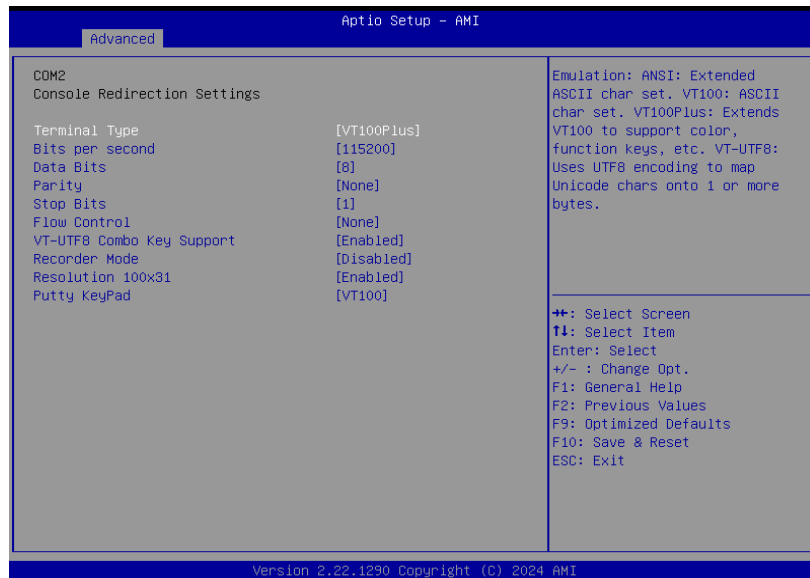 Aptio Setup – AMI
Advanced
COM2
Console Redirection Settings
Terminal Type [VT100Plus]
Bits per second [115200]
Data Bits [8]
Parity [None]
Stop Bits [1]
Flow Control [None]
VT-UTF8 Combo Key Support [Enabled]
Recorder Mode [Disabled]
Resolution 100x31 [Enabled]
Putty KeyPad [VT100]
Emulation: ANSI: Extended
ASCII char set. VT100: ASCII
char set. VT100Plus: Extends
VT100 to support color,
function keys, etc. VT-UTF8:
Uses UTF8 encoding to map
Unicode chars onto 1 or more
bytes.
→←: Select Screen
↑↓: Select Item
Enter: Select
+/- : Change Opt.
F1: General Help
F2: Previous Values
F9: Optimized Defaults
F10: Save & Reset
ESC: Exit
Version 2.22.1290 Copyright (C) 2024 AMI